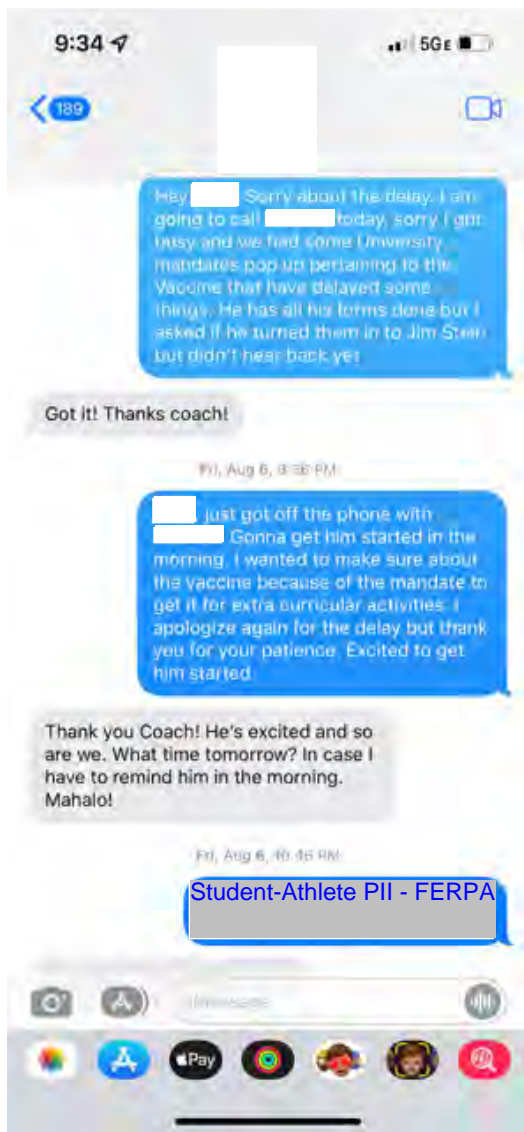 9:34
5GE
189
Hey Sorry about the delay. I am
going to call today, sorry I got
busy and we had some University
mandates pop up pertaining to the
Vaccine that have delayed some
things. He has all his forms done but I
asked if he turned them in to Jim Stein
but didn't hear back yet
Got it! Thanks coach!
Fri, Aug 6, PM
just got off the phone with
Gonna get him started in the
morning. I wanted to make sure about
the vaccine because of the mandate to
get it for extra curricular activities. I
apologize again for the delay but thank
you for your patience. Excited to get
him started
Thank you Coach! He's excited and so
are we. What time tomorrow? In case I
have to remind him in the morning.
Mahalo!
Fri, Aug 6, 10:46 PM
Student-Athlete PII - FERPA
Pay